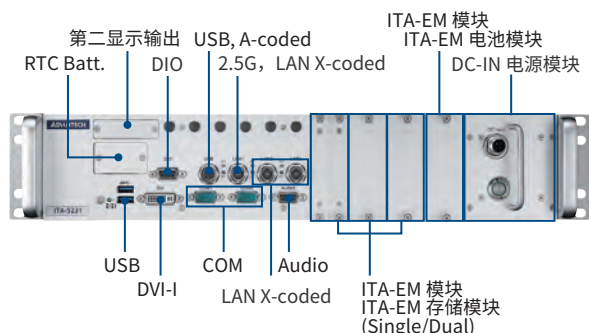 ITA-EM 模块
第二显示输出 USB, A-coded
ITA-EM 电池模块
RTC Batt.
DIO
2.5G，LAN X-coded
DC-IN 电源模块
ADVANTECH
ITA-5231
USB
COM
Audio
DVI-I
LAN X-coded
ITA-EM 模块
ITA-EM 存储模块
(Single/Dual)